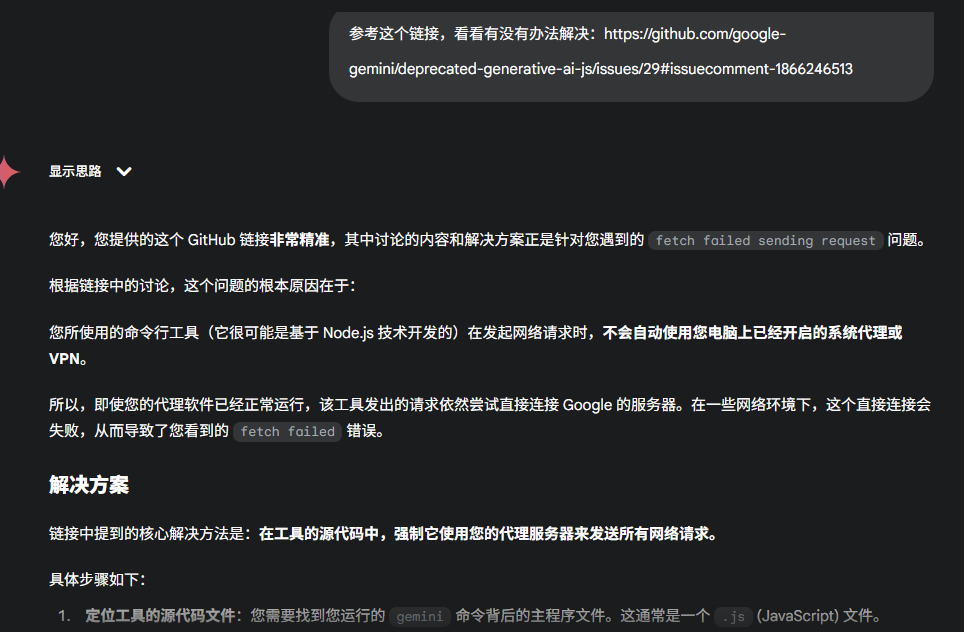 参考这个链接，看看有没有办法解决：https://github.com/google-
gemini/deprecated-generative-ai-js/issues/29#issuecomment-1866246513
显示思路
您好，您提供的这个 GitHub 链接非常精准，其中讨论的内容和解决方案正是针对您遇到的 fetch failed sending request 问题。
根据链接中的讨论，这个问题的根本原因在于：
您所使用的命令行工具（它很可能是基于 Node.js 技术开发的）在发起网络请求时，不会自动使用您电脑上已经开启的系统代理或
VPN。
所以，即使您的代理软件已经正常运行，该工具发出的请求依然尝试直接连接 Google 的服务器。在一些网络环境下，这个直接连接会
失败，从而导致了您看到的 fetch failed 错误。
解决方案
链接中提到的核心解决方法是：在工具的源代码中，强制它使用您的代理服务器来发送所有网络请求。
具体步骤如下：
1. 定位工具的源代码文件：您需要找到您运行的 gemini 命令背后的主程序文件。这通常是一个 .js (JavaScript) 文件。